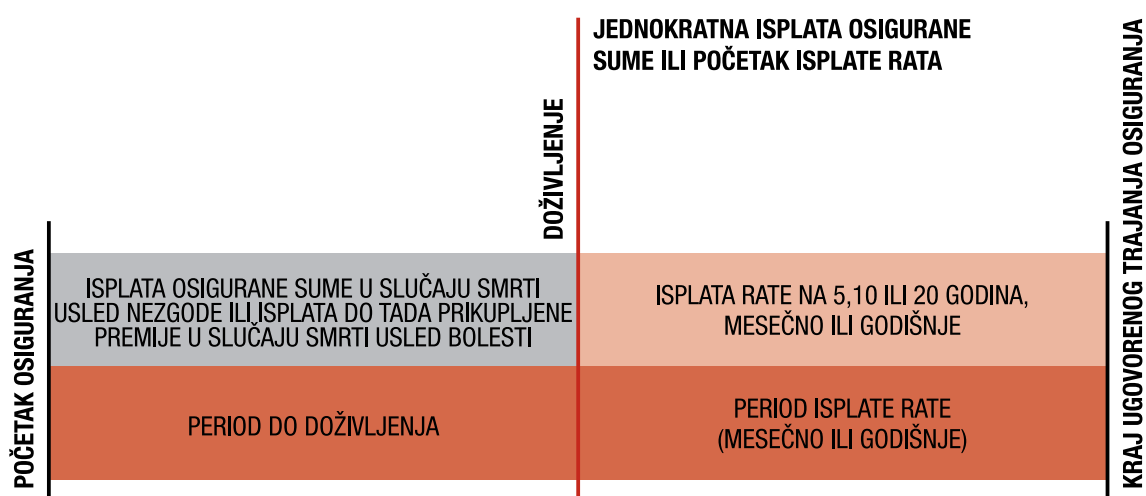 JEDNOKRATNA ISPLATA OSIGURANE
SUME ILI POČETAK ISPLATE RATA
DOŽIVLJENJE
POČETAK OSIGURANJA
ISPLATA OSIGURANE SUME U SLUČAJU SMRTI
USLED NEZGODE ILI ISPLATA DO TADA PRIKUPLJENE
PREMIJE U SLUČAJU SMRTI USLED BOLESTI
ISPLATA RATE NA 5,10 ILI 20 GODINA,
MESEČNO ILI GODIŠNJE
PERIOD DO DOŽIVLJENJA
PERIOD ISPLATE RATE
(MESEČNO ILI GODIŠNJE)
KRAJ UGOVORENOG TRAJANJA OSIGURANJA